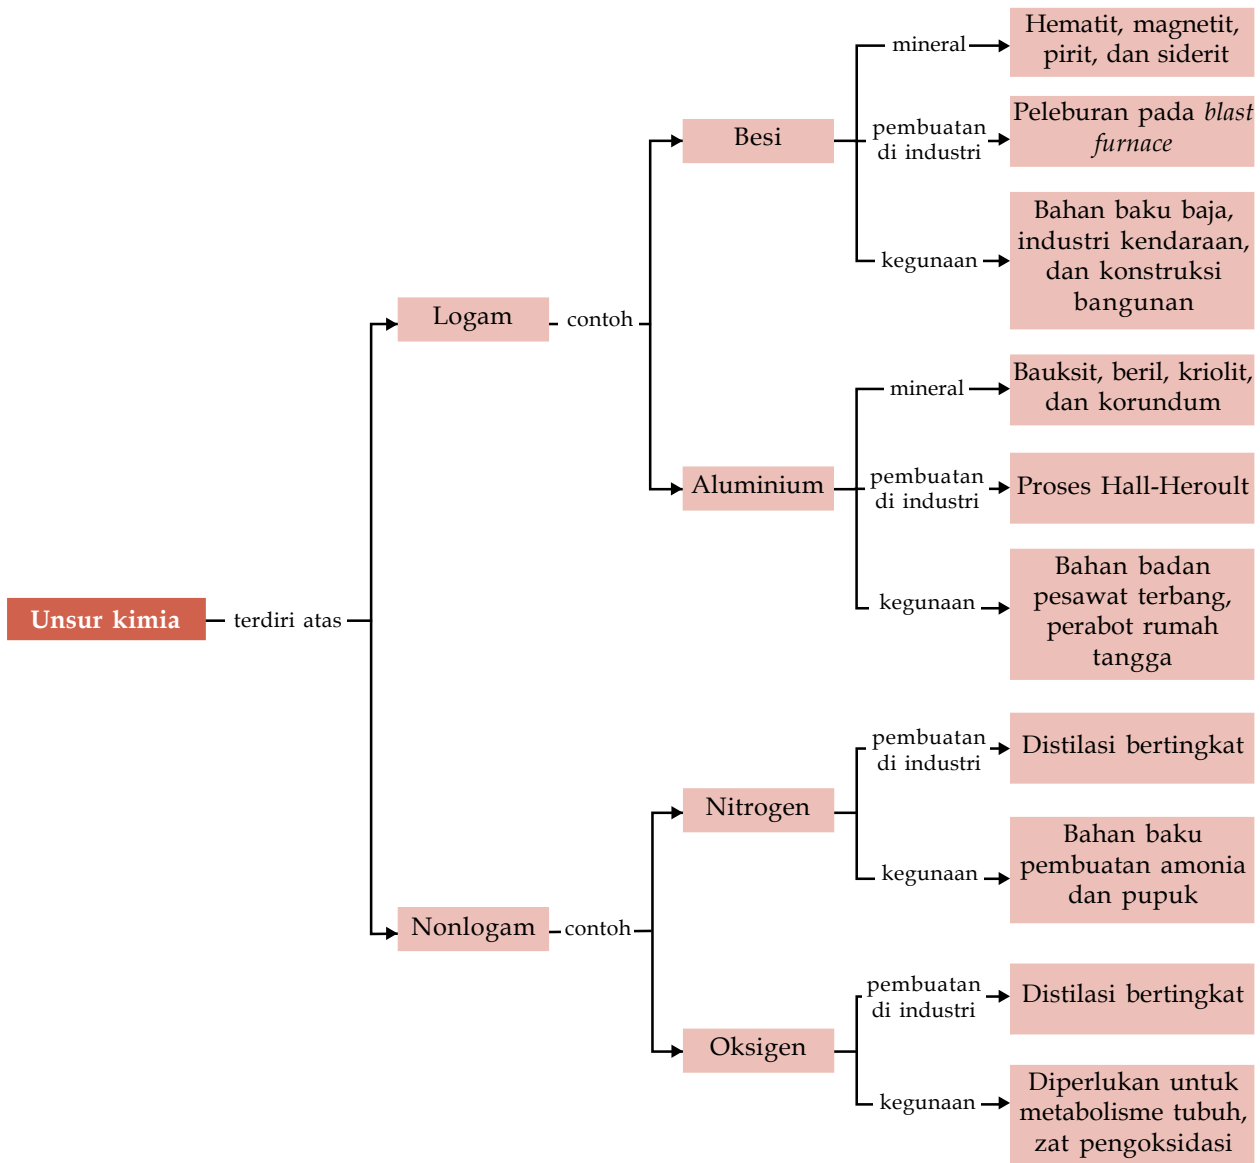 Unsur kimia
terdiri atas
Logam
contoh
Besi
mineral
Hematit, magnetit,
pirit, dan siderit
pembuatan
di industri
Peleburan pada blast
furnace
kegunaan
Bahan baku baja,
industri kendaraan,
dan konstruksi
bangunan
Aluminium
mineral
Bauksit, beril, kriolit,
dan korundum
pembuatan
di industri
Proses Hall-Heroult
kegunaan
Bahan badan
pesawat terbang,
perabot rumah
tangga
Nonlogam
contoh
Nitrogen
pembuatan
di industri
Distilasi bertingkat
kegunaan
Bahan baku
pembuatan amonia
dan pupuk
Oksigen
pembuatan
di industri
Distilasi bertingkat
kegunaan
Diperlukan untuk
metabolisme tubuh,
zat pengoksidasi